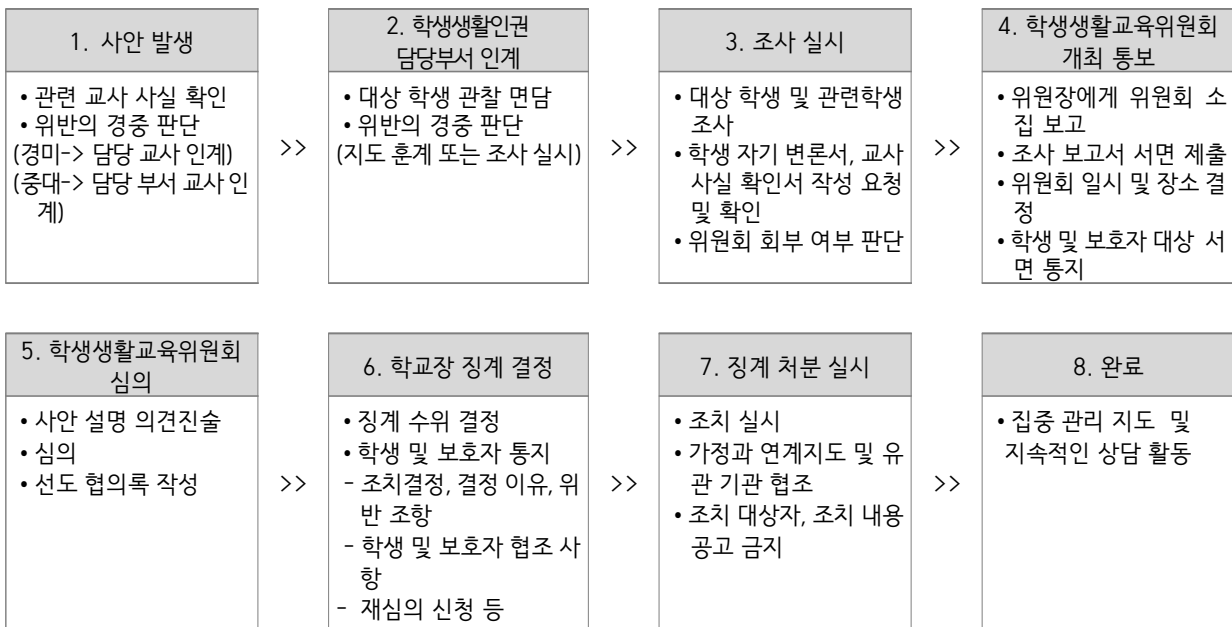 1. 사안 발생
• 관련 교사 사실 확인
• 위반의 경중 판단
(경미-> 담당 교사 인계)
(중대-> 담당 부서 교사 인
계)
>>
2. 학생생활인권
담당부서 인계
• 대상 학생 관찰 면담
• 위반의 경중 판단
(지도 훈계 또는 조사 실시)
>>
3. 조사 실시
• 대상 학생 및 관련학생
조사
• 학생 자기 변론서, 교사
사실 확인서 작성 요청
및 확인
• 위원회 회부 여부 판단
>>
4. 학생생활교육위원회
개최 통보
• 위원장에게 위원회 소
집 보고
• 조사 보고서 서면 제출
• 위원회 일시 및 장소 결
정
• 학생 및 보호자 대상 서
면 통지
5. 학생생활교육위원회
심의
• 사안 설명 의견진술
• 심의
• 선도 협의록 작성
>>
6. 학교장 징계 결정
• 징계 수위 결정
• 학생 및 보호자 통지
- 조치결정, 결정 이유, 위
반 조항
- 학생 및 보호자 협조 사
항
- 재심의 신청 등
>>
7. 징계 처분 실시
• 조치 실시
• 가정과 연계지도 및 유
관 기관 협조
• 조치 대상자, 조치 내용
공고 금지
>>
8. 완료
• 집중 관리 지도 및
지속적인 상담 활동